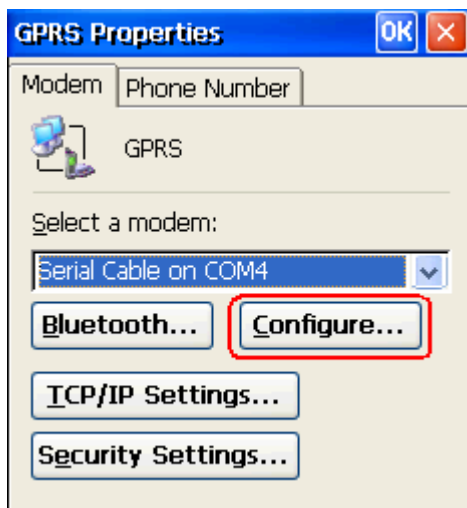 GPRS Properties OK
Modem Phone Number
GPRS
Select a modem:
Serial Cable on COM4
Bluetooth... Configure...
TCP/IP Settings...
Security Settings...